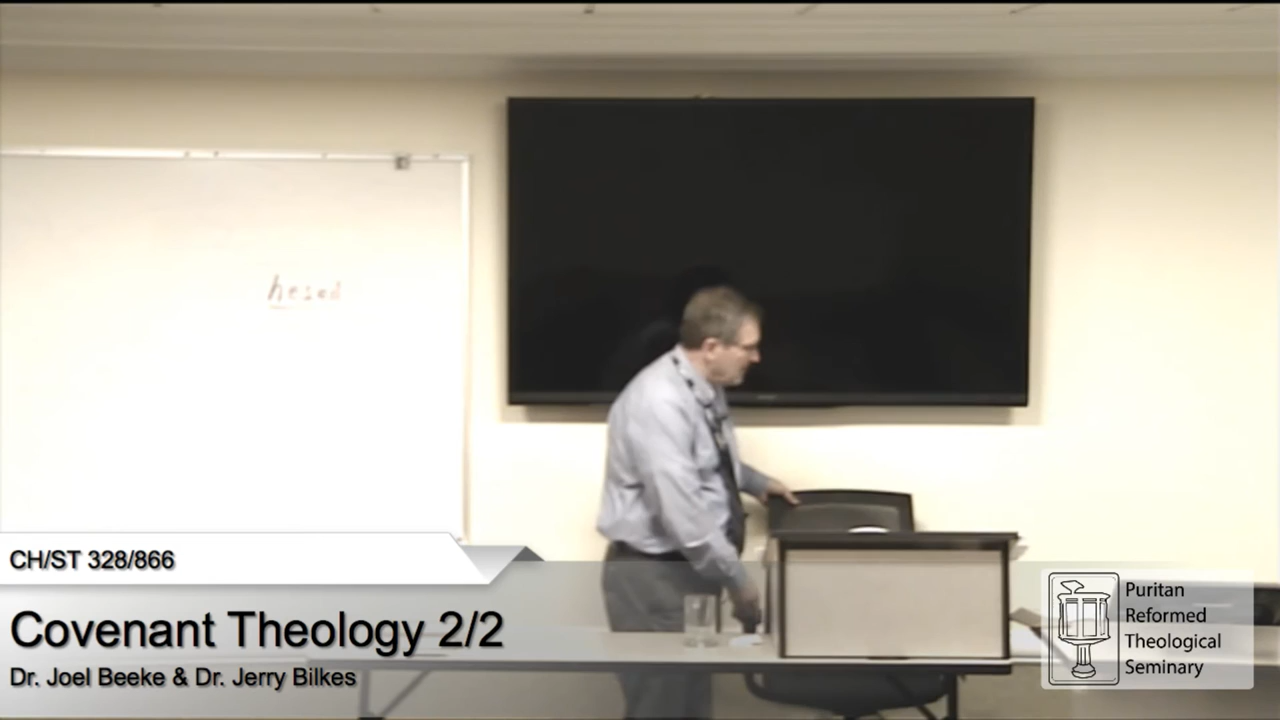 hesed
CH/ST 328/866
Covenant Theology 2/2
Dr. Joel Beeke & Dr. Jerry Bilkes
Puritan
Reformed
Theological
Seminary